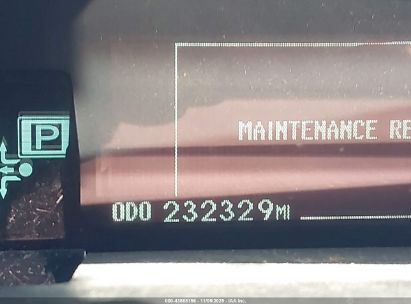 MAINTENANCE RE
P
ODO 232329MI